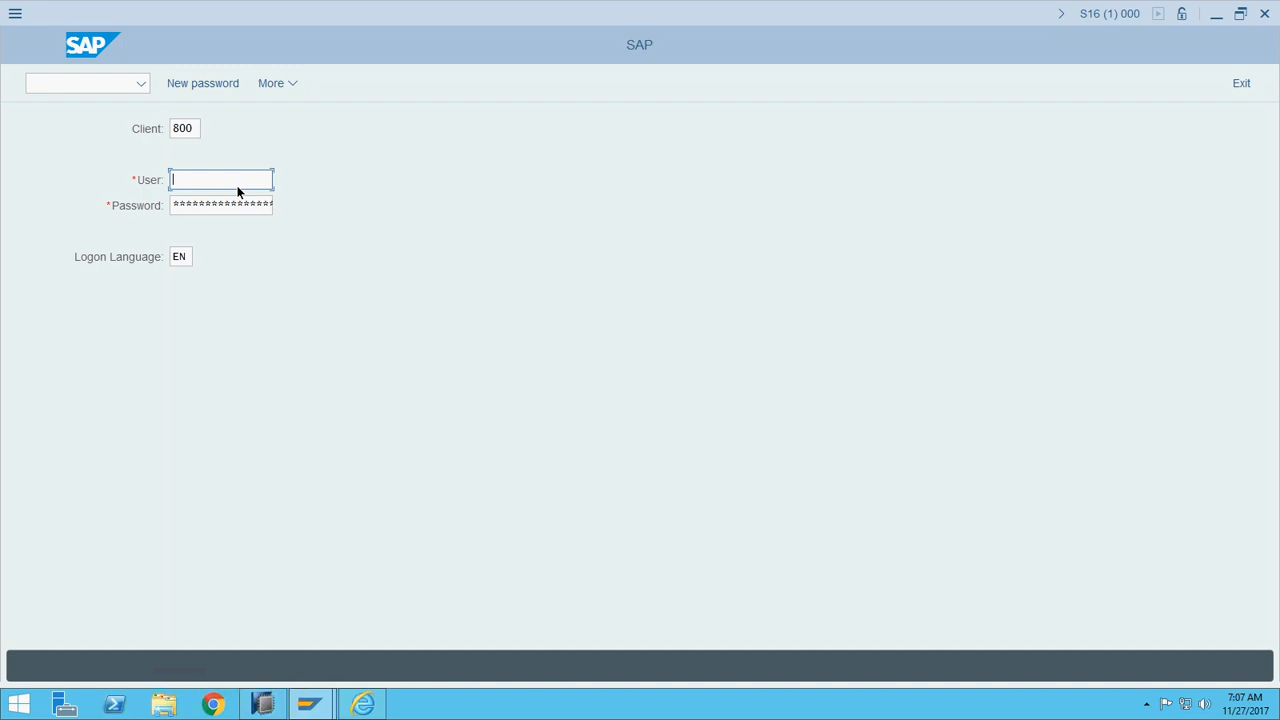 S16 (1) 000
SAP
SAP
New password
More
Exit
Client: 800
*User:
*Password: ****************
Logon Language: EN
7:07 AM
11/27/2017